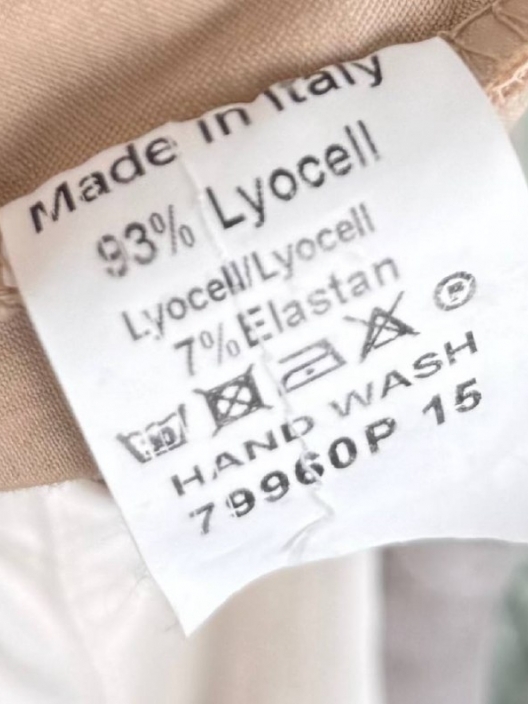 Made in Italy
93% Lyocell
Lyocell/Lyocell
7% Elastan
P
HAND WASH
79960P 15